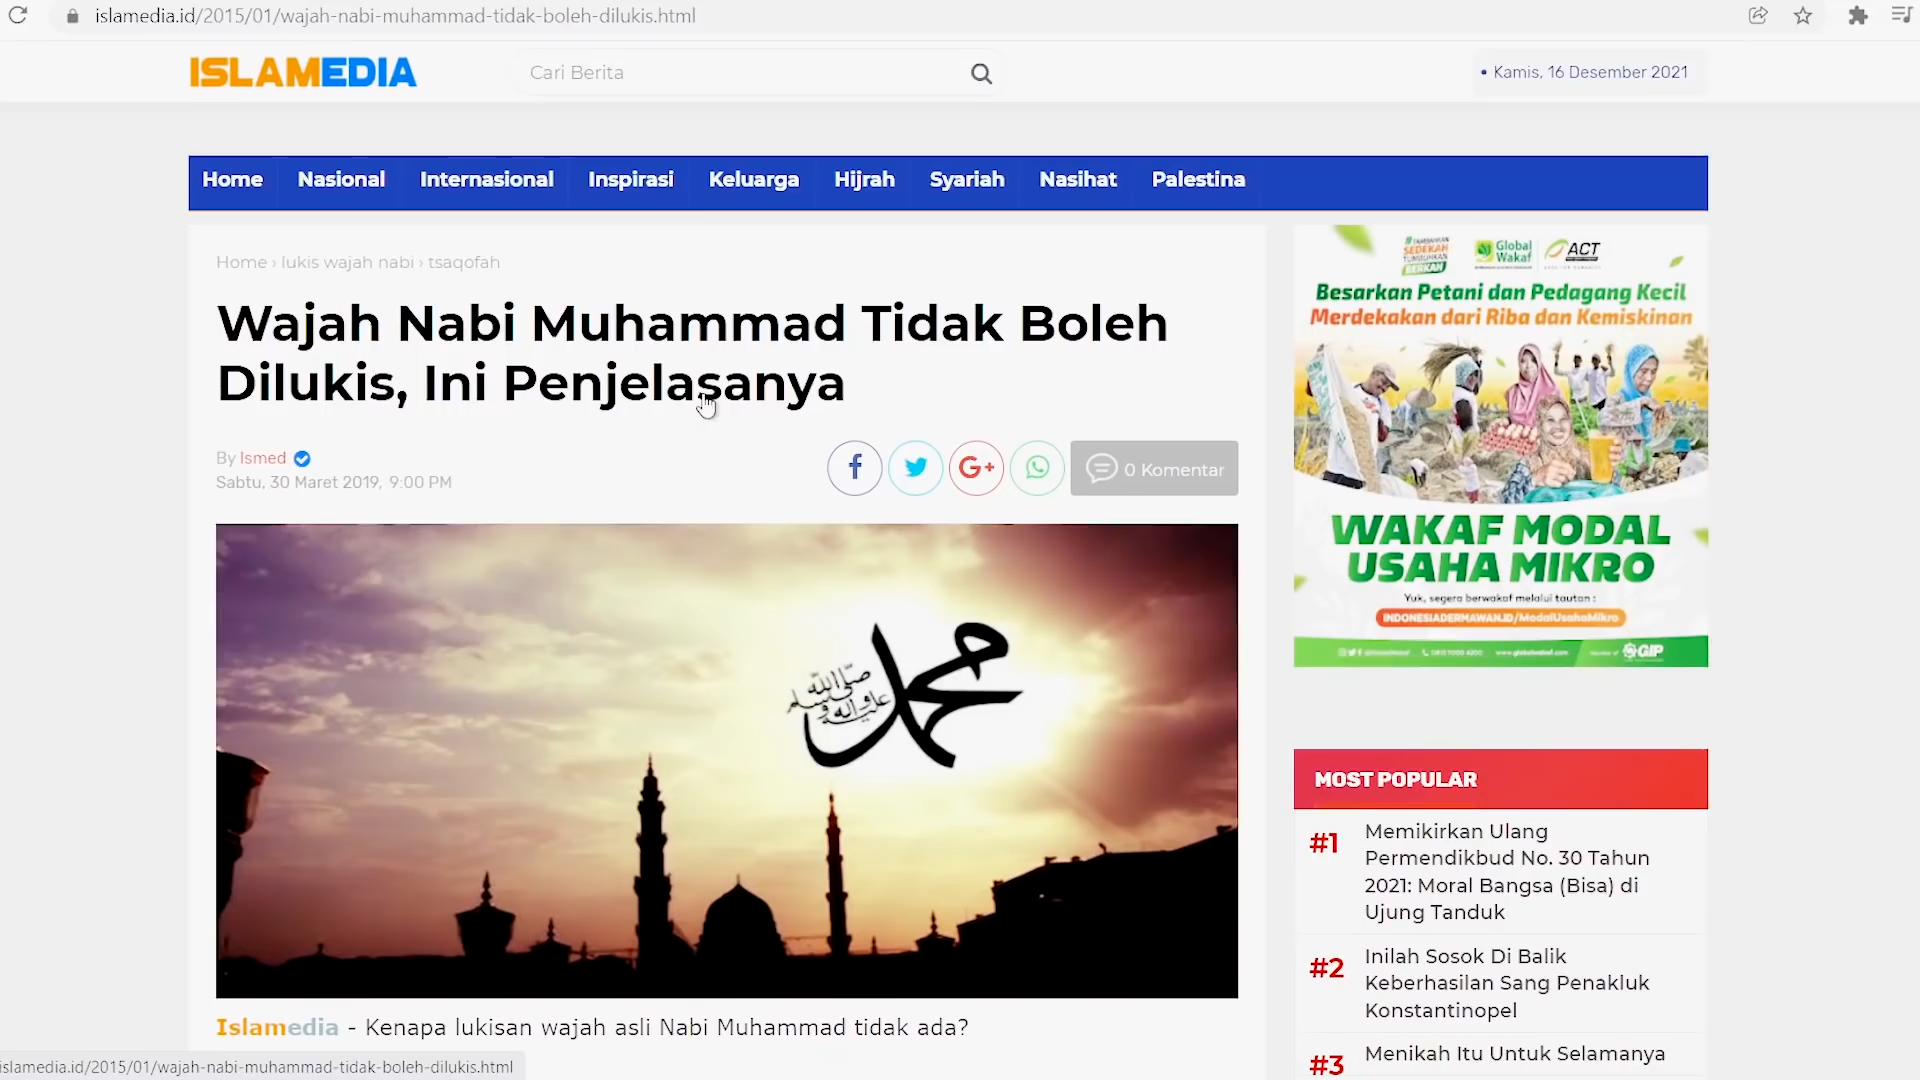 islamedia.id/2015/01/wajah-nabi-muhammad-tidak-boleh-dilukis.html
ISLAMEDIA
Cari Berita
• Kamis, 16 Desember 2021
Home Nasional Internasional Inspirasi Keluarga Hijrah Syariah Nasihat Palestina
Home › lukis wajah nabi › tsaqofah
Wajah Nabi Muhammad Tidak Boleh
Dilukis, Ini Penjelasanya
By Ismed
Sabtu, 30 Maret 2019, 9:00 PM
G+
0 Komentar
محمد
صلى الله
عليه وآله
وسلم
Islamedia - Kenapa lukisan wajah asli Nabi Muhammad tidak ada?
SEDEKAH
BERKAH
Global
Wakaf
ACT
Besarkan Petani dan Pedagang Kecil
Merdekakan dari Riba dan Kemiskinan
WAKAF MODAL
USAHA MIKRO
Yuk, segera berwakaf melalui tautan :
INDONESIADERMAWAN.ID/ModalUsahaMikro
GIP
MOST POPULAR
#1 Memikirkan Ulang
Permendikbud No. 30 Tahun
2021: Moral Bangsa (Bisa) di
Ujung Tanduk
#2 Inilah Sosok Di Balik
Keberhasilan Sang Penakluk
Konstantinopel
#3 Menikah Itu Untuk Selamanya
islamedia.id/2015/01/wajah-nabi-muhammad-tidak-boleh-dilukis.html